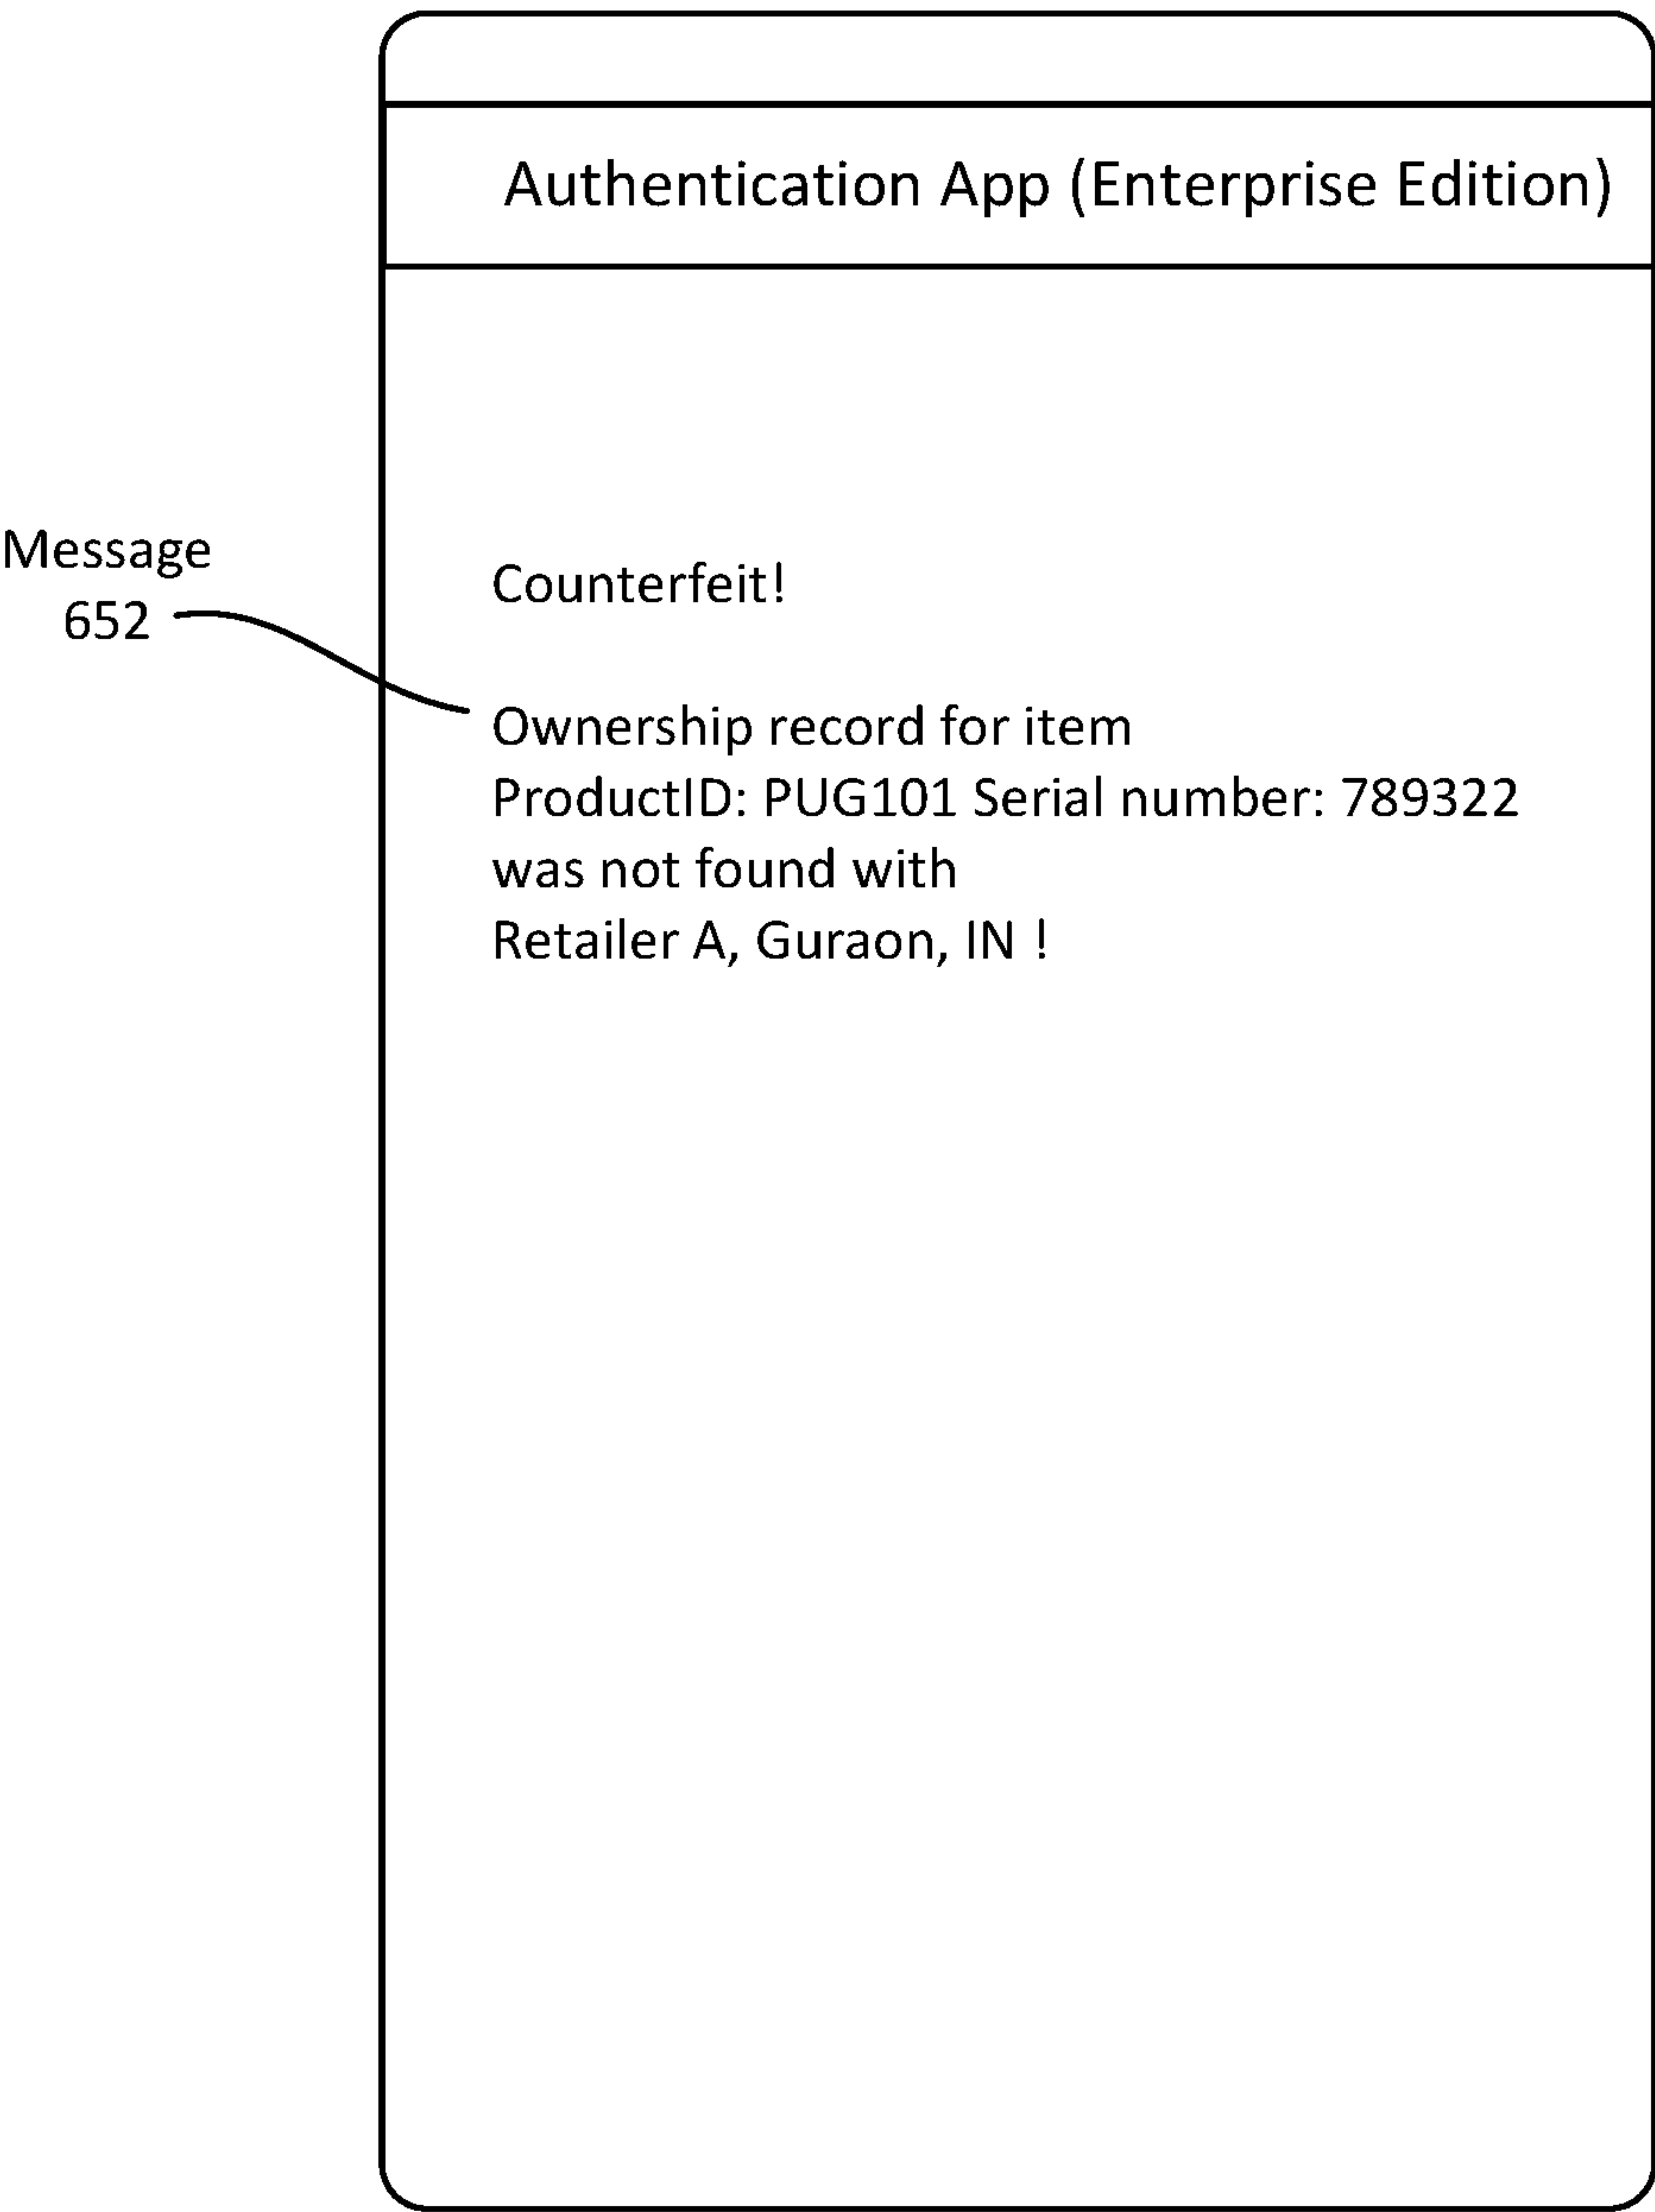 Authentication App (Enterprise Edition)
Message
652
Counterfeit!
Ownership record for item
ProductID: PUG101 Serial number: 789322
was not found with
Retailer A, Guraon, IN !